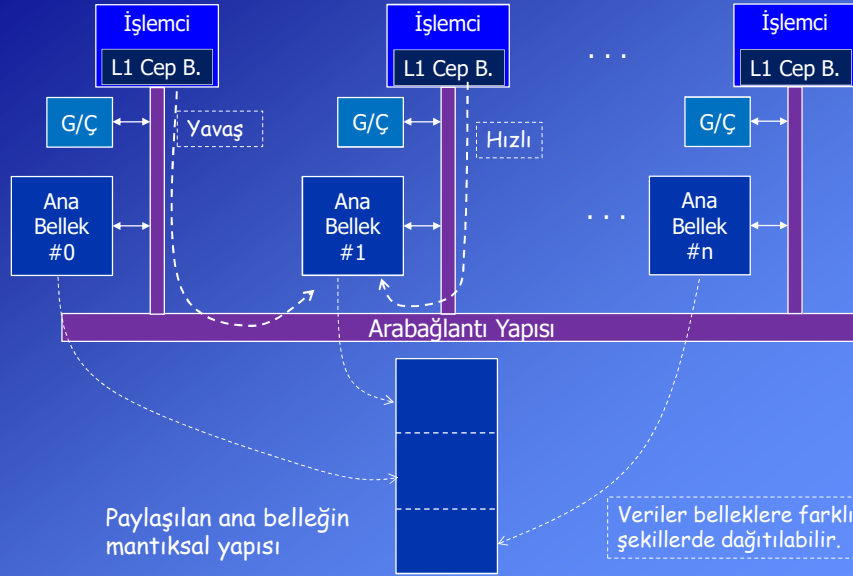 İşlemci
L1 Cep B.
G/Ç
Yavaş
Ana
Bellek
#0
İşlemci
L1 Cep B.
G/Ç
Hızlı
Ana
Bellek
#1
. . .
. . .
İşlemci
L1 Cep B.
G/Ç
Ana
Bellek
#n
Arabağlantı Yapısı
Paylaşılan ana belleğin
mantıksal yapısı
Veriler belleklere farklı
şekillerde dağıtılabilir.